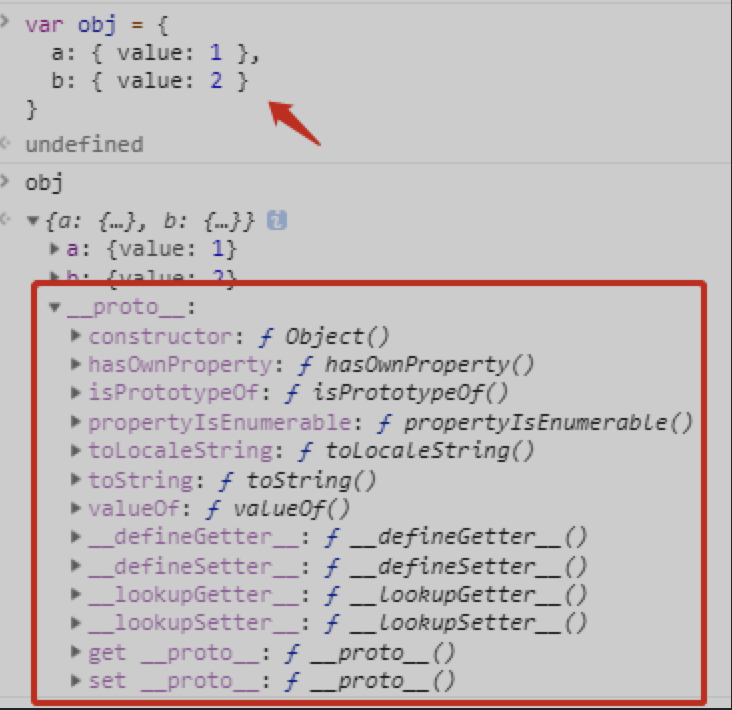 var obj = {
a: { value: 1 },
b: { value: 2 }
}
undefined
obj
{a: {…}, b: {…}} i
a: {value: 1}
b: {value: 2}
__proto__:
constructor: ƒ Object()
hasOwnProperty: ƒ hasOwnProperty()
isPrototypeOf: ƒ isPrototypeOf()
propertyIsEnumerable: ƒ propertyIsEnumerable()
toLocaleString: ƒ toLocaleString()
toString: ƒ toString()
valueOf: ƒ valueOf()
__defineGetter__: ƒ __defineGetter__()
__defineSetter__: ƒ __defineSetter__()
__lookupGetter__: ƒ __lookupGetter__()
__lookupSetter__: ƒ __lookupSetter__()
get __proto__: ƒ __proto__()
set __proto__: ƒ __proto__()